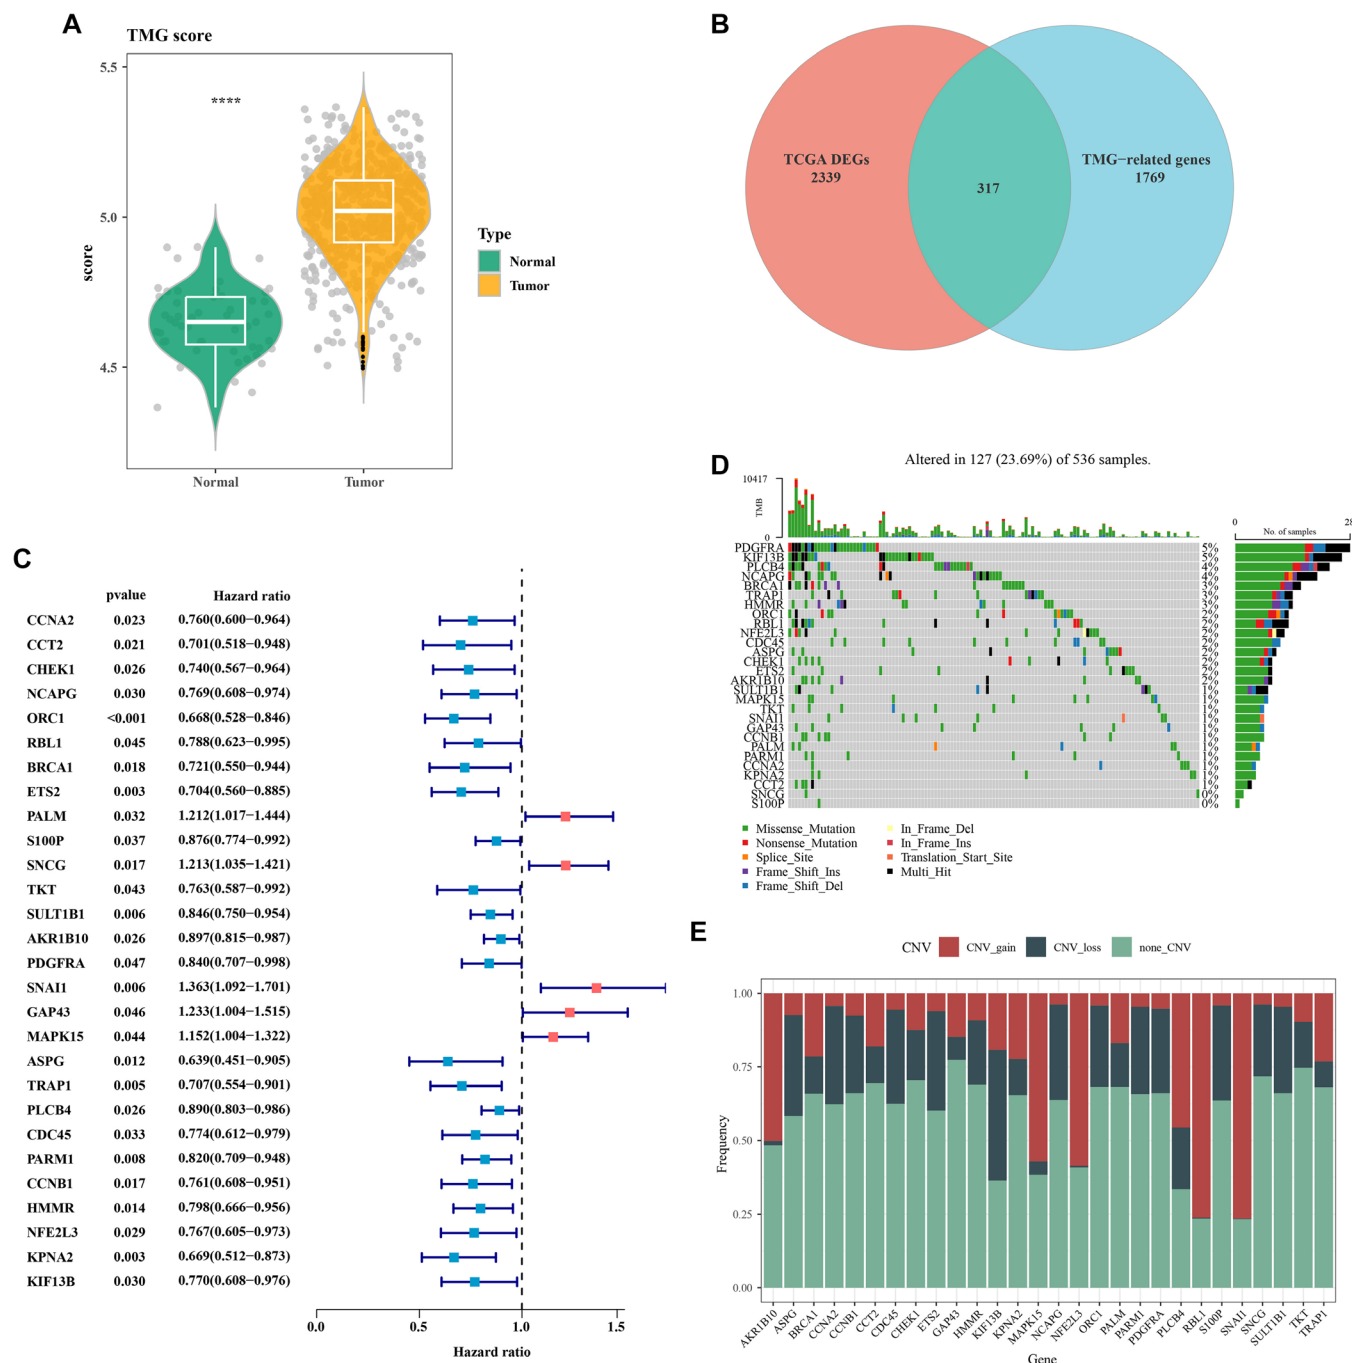 A
TMG score
5.5
5.0
4.5
score
****
Normal
Tumor
Type
Normal
Tumor
B
TCGA DEGs
2339
317
TMG−related genes
1769
C
pvalue Hazard ratio
CCNA2 0.023 0.760(0.600−0.964)
CCT2 0.021 0.701(0.518−0.948)
CHEK1 0.026 0.740(0.567−0.964)
NCAPG 0.030 0.769(0.608−0.974)
ORC1 <0.001 0.668(0.528−0.846)
RBL1 0.045 0.788(0.623−0.995)
BRCA1 0.018 0.721(0.550−0.944)
ETS2 0.003 0.704(0.560−0.885)
PALM 0.032 1.212(1.017−1.444)
S100P 0.037 0.876(0.774−0.992)
SNCG 0.017 1.213(1.035−1.421)
TKT 0.043 0.763(0.587−0.992)
SULT1B1 0.006 0.846(0.750−0.954)
AKR1B10 0.026 0.897(0.815−0.987)
PDGFRA 0.047 0.840(0.707−0.998)
SNAI1 0.006 1.363(1.092−1.701)
GAP43 0.046 1.233(1.004−1.515)
MAPK15 0.044 1.152(1.004−1.322)
ASPG 0.012 0.639(0.451−0.905)
TRAP1 0.005 0.707(0.554−0.901)
PLCB4 0.026 0.890(0.803−0.986)
CDC45 0.033 0.774(0.612−0.979)
PARM1 0.008 0.820(0.709−0.948)
CCNB1 0.017 0.761(0.608−0.951)
HMMR 0.014 0.798(0.666−0.956)
NFE2L3 0.029 0.767(0.605−0.973)
KPNA2 0.003 0.669(0.512−0.873)
KIF13B 0.030 0.770(0.608−0.976)
0.0 0.5 1.0 1.5
Hazard ratio
D
Altered in 127 (23.69%) of 536 samples.
10417
TMB
0
0 28
No. of samples
PDGFRA 5%
KIF13B 5%
PLCB4 4%
NCAPG 4%
BRCA1 3%
TRAP1 3%
HMMR 3%
ORC1 2%
RBL1 2%
NFE2L3 2%
CDC45 2%
ASPG 2%
CHEK1 2%
ETS2 2%
AKR1B10 2%
SULT1B1 1%
MAPK15 1%
TKT 1%
SNAI1 1%
GAP43 1%
CCNB1 1%
PALM 1%
PARM1 1%
CCNA2 1%
KPNA2 1%
CCT2 1%
SNCG 0%
S100P 0%
Missense_Mutation
Nonsense_Mutation
Splice_Site
Frame_Shift_Ins
Frame_Shift_Del
In_Frame_Del
In_Frame_Ins
Translation_Start_Site
Multi_Hit
E
CNV CNV_gain CNV_loss none_CNV
1.00
0.75
0.50
0.25
0.00
Frequency
AKR1B10
ASPG
BRCA1
CCNA2
CCNB1
CCT2
CDC45
CHEK1
ETS2
GAP43
HMMR
KIF13B
KPNA2
MAPK15
NCAPG
NFE2L3
ORC1
PALM
PARM1
PDGFRA
PLCB4
RBL1
S100P
SNAI1
SNCG
SULT1B1
TKT
TRAP1
Gene